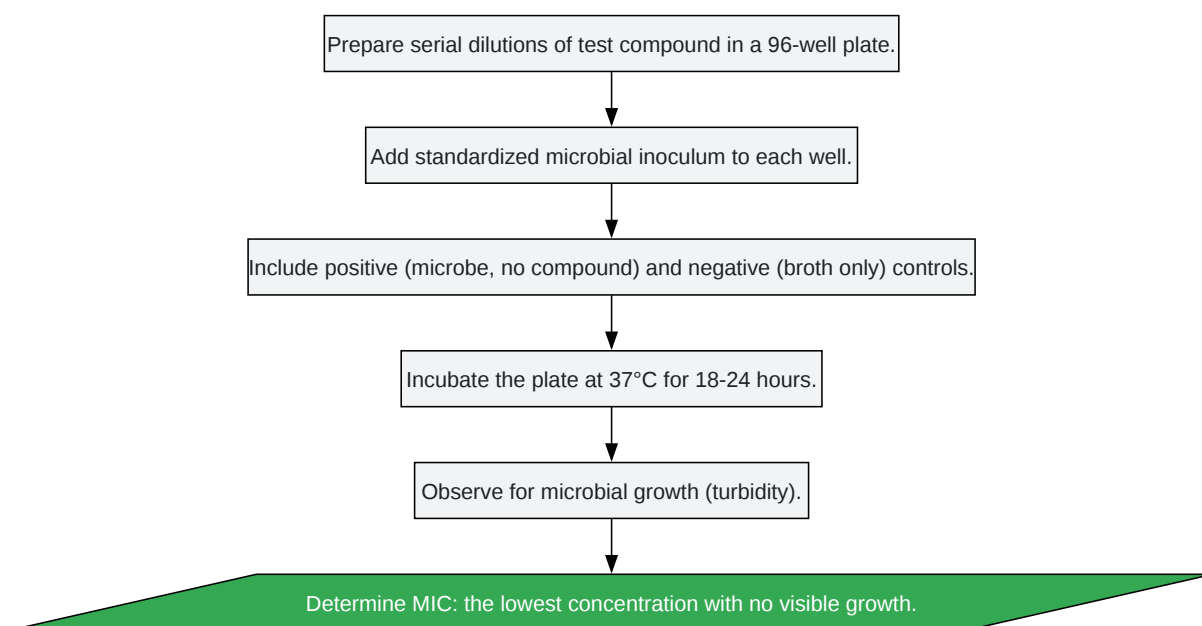 Prepare serial dilutions of test compound in a 96-well plate.
Add standardized microbial inoculum to each well.
Include positive (microbe, no compound) and negative (broth only) controls.
Incubate the plate at 37°C for 18-24 hours.
Observe for microbial growth (turbidity).
Determine MIC: the lowest concentration with no visible growth.